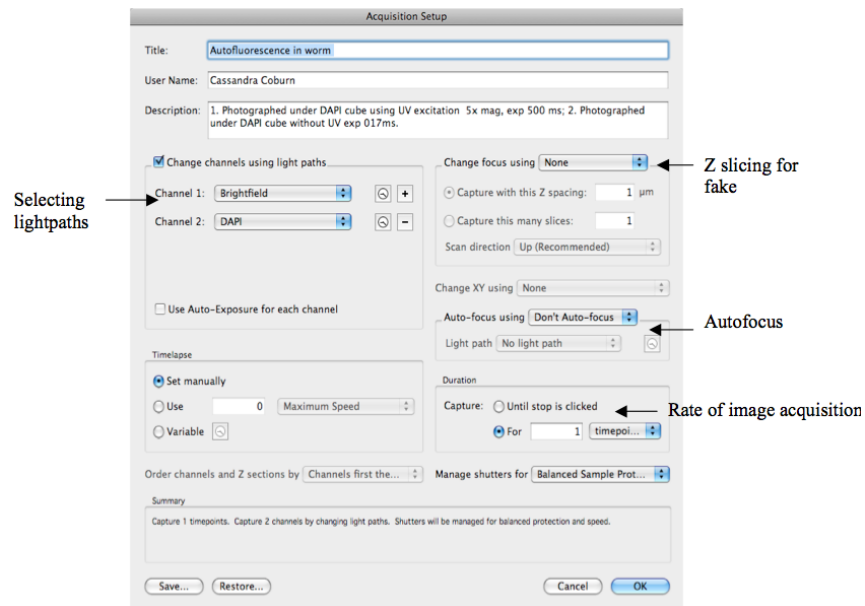 Acquisition Setup
Title: Autofluorescence in worm
User Name: Cassandra Coburn
Description: 1. Photographed under DAPI cube using UV excitation 5x mag, exp 500 ms; 2. Photographed
under DAPI cube without UV exp 017ms.
Change channels using light paths
Channel 1: Brightfield
Channel 2: DAPI
Use Auto-Exposure for each channel
Selecting
lightpaths
Change focus using None
Capture with this Z spacing: 1 μm
Capture this many slices: 1
Scan direction Up (Recommended)
Z slicing for
fake
Change XY using None
Auto-focus using Don't Auto-focus
Light path No light path
Autofocus
Timelapse
Set manually
Use 0 Maximum Speed
Variable
Duration
Capture: Until stop is clicked
For 1 timepoi...
Rate of image acquisition
Order channels and Z sections by Channels first the...
Manage shutters for Balanced Sample Prot...
Summary
Capture 1 timepoints. Capture 2 channels by changing light paths. Shutters will be managed for balanced protection and speed.
Save... Restore... Cancel OK